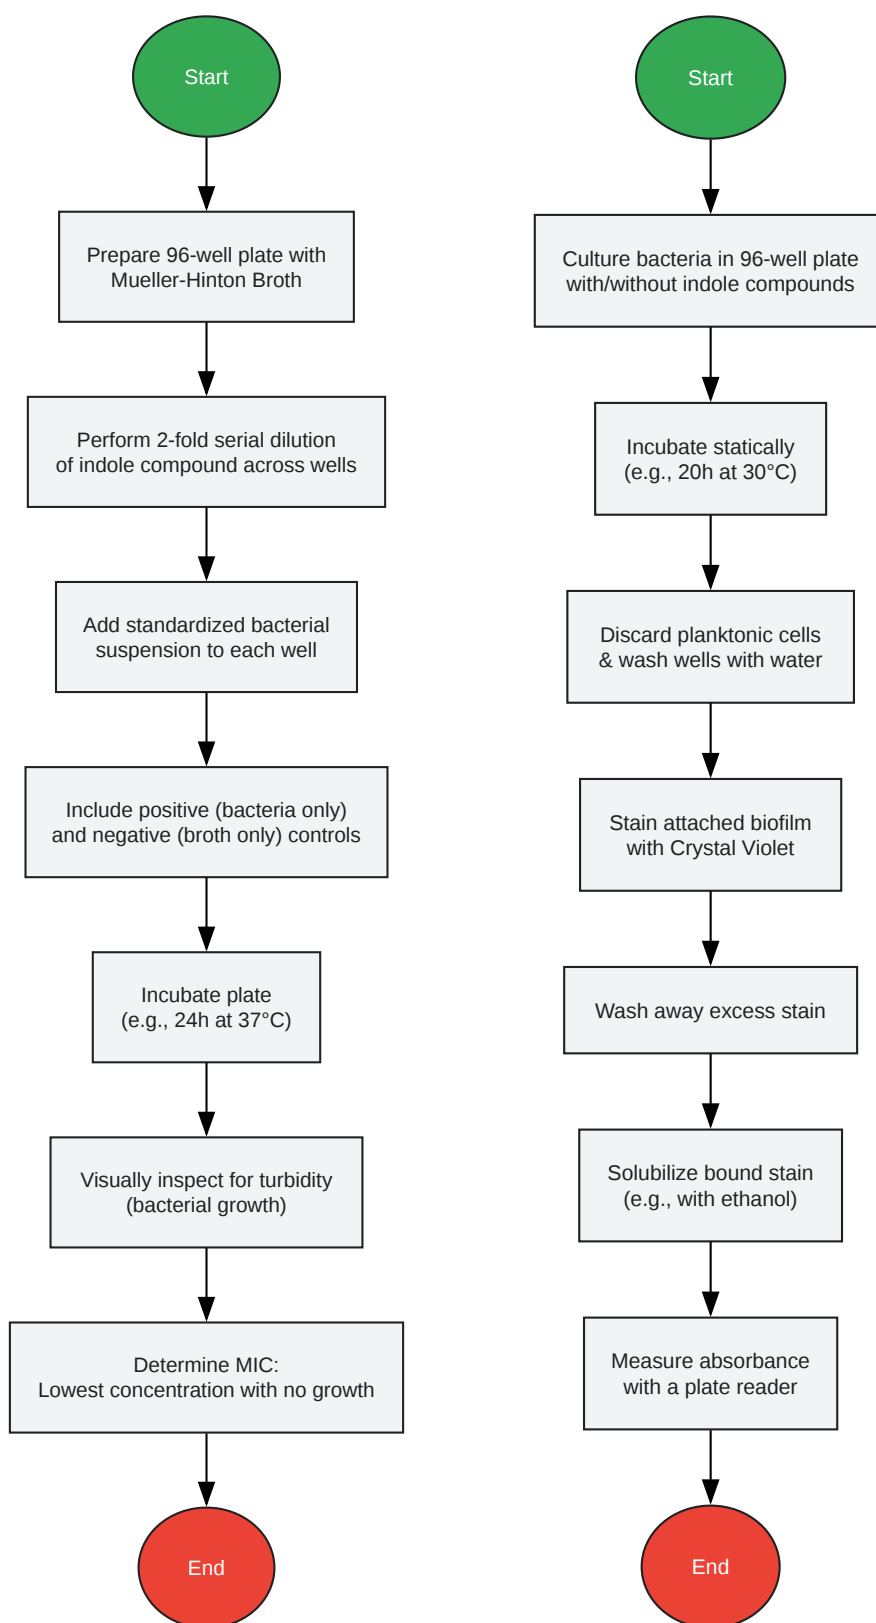 Start
Prepare 96-well plate with
Mueller-Hinton Broth
Perform 2-fold serial dilution
of indole compound across wells
Add standardized bacterial
suspension to each well
Include positive (bacteria only)
and negative (broth only) controls
Incubate plate
(e.g., 24h at 37°C)
Visually inspect for turbidity
(bacterial growth)
Determine MIC:
Lowest concentration with no growth
End
Start
Culture bacteria in 96-well plate
with/without indole compounds
Incubate statically
(e.g., 20h at 30°C)
Discard planktonic cells
& wash wells with water
Stain attached biofilm
with Crystal Violet
Wash away excess stain
Solubilize bound stain
(e.g., with ethanol)
Measure absorbance
with a plate reader
End